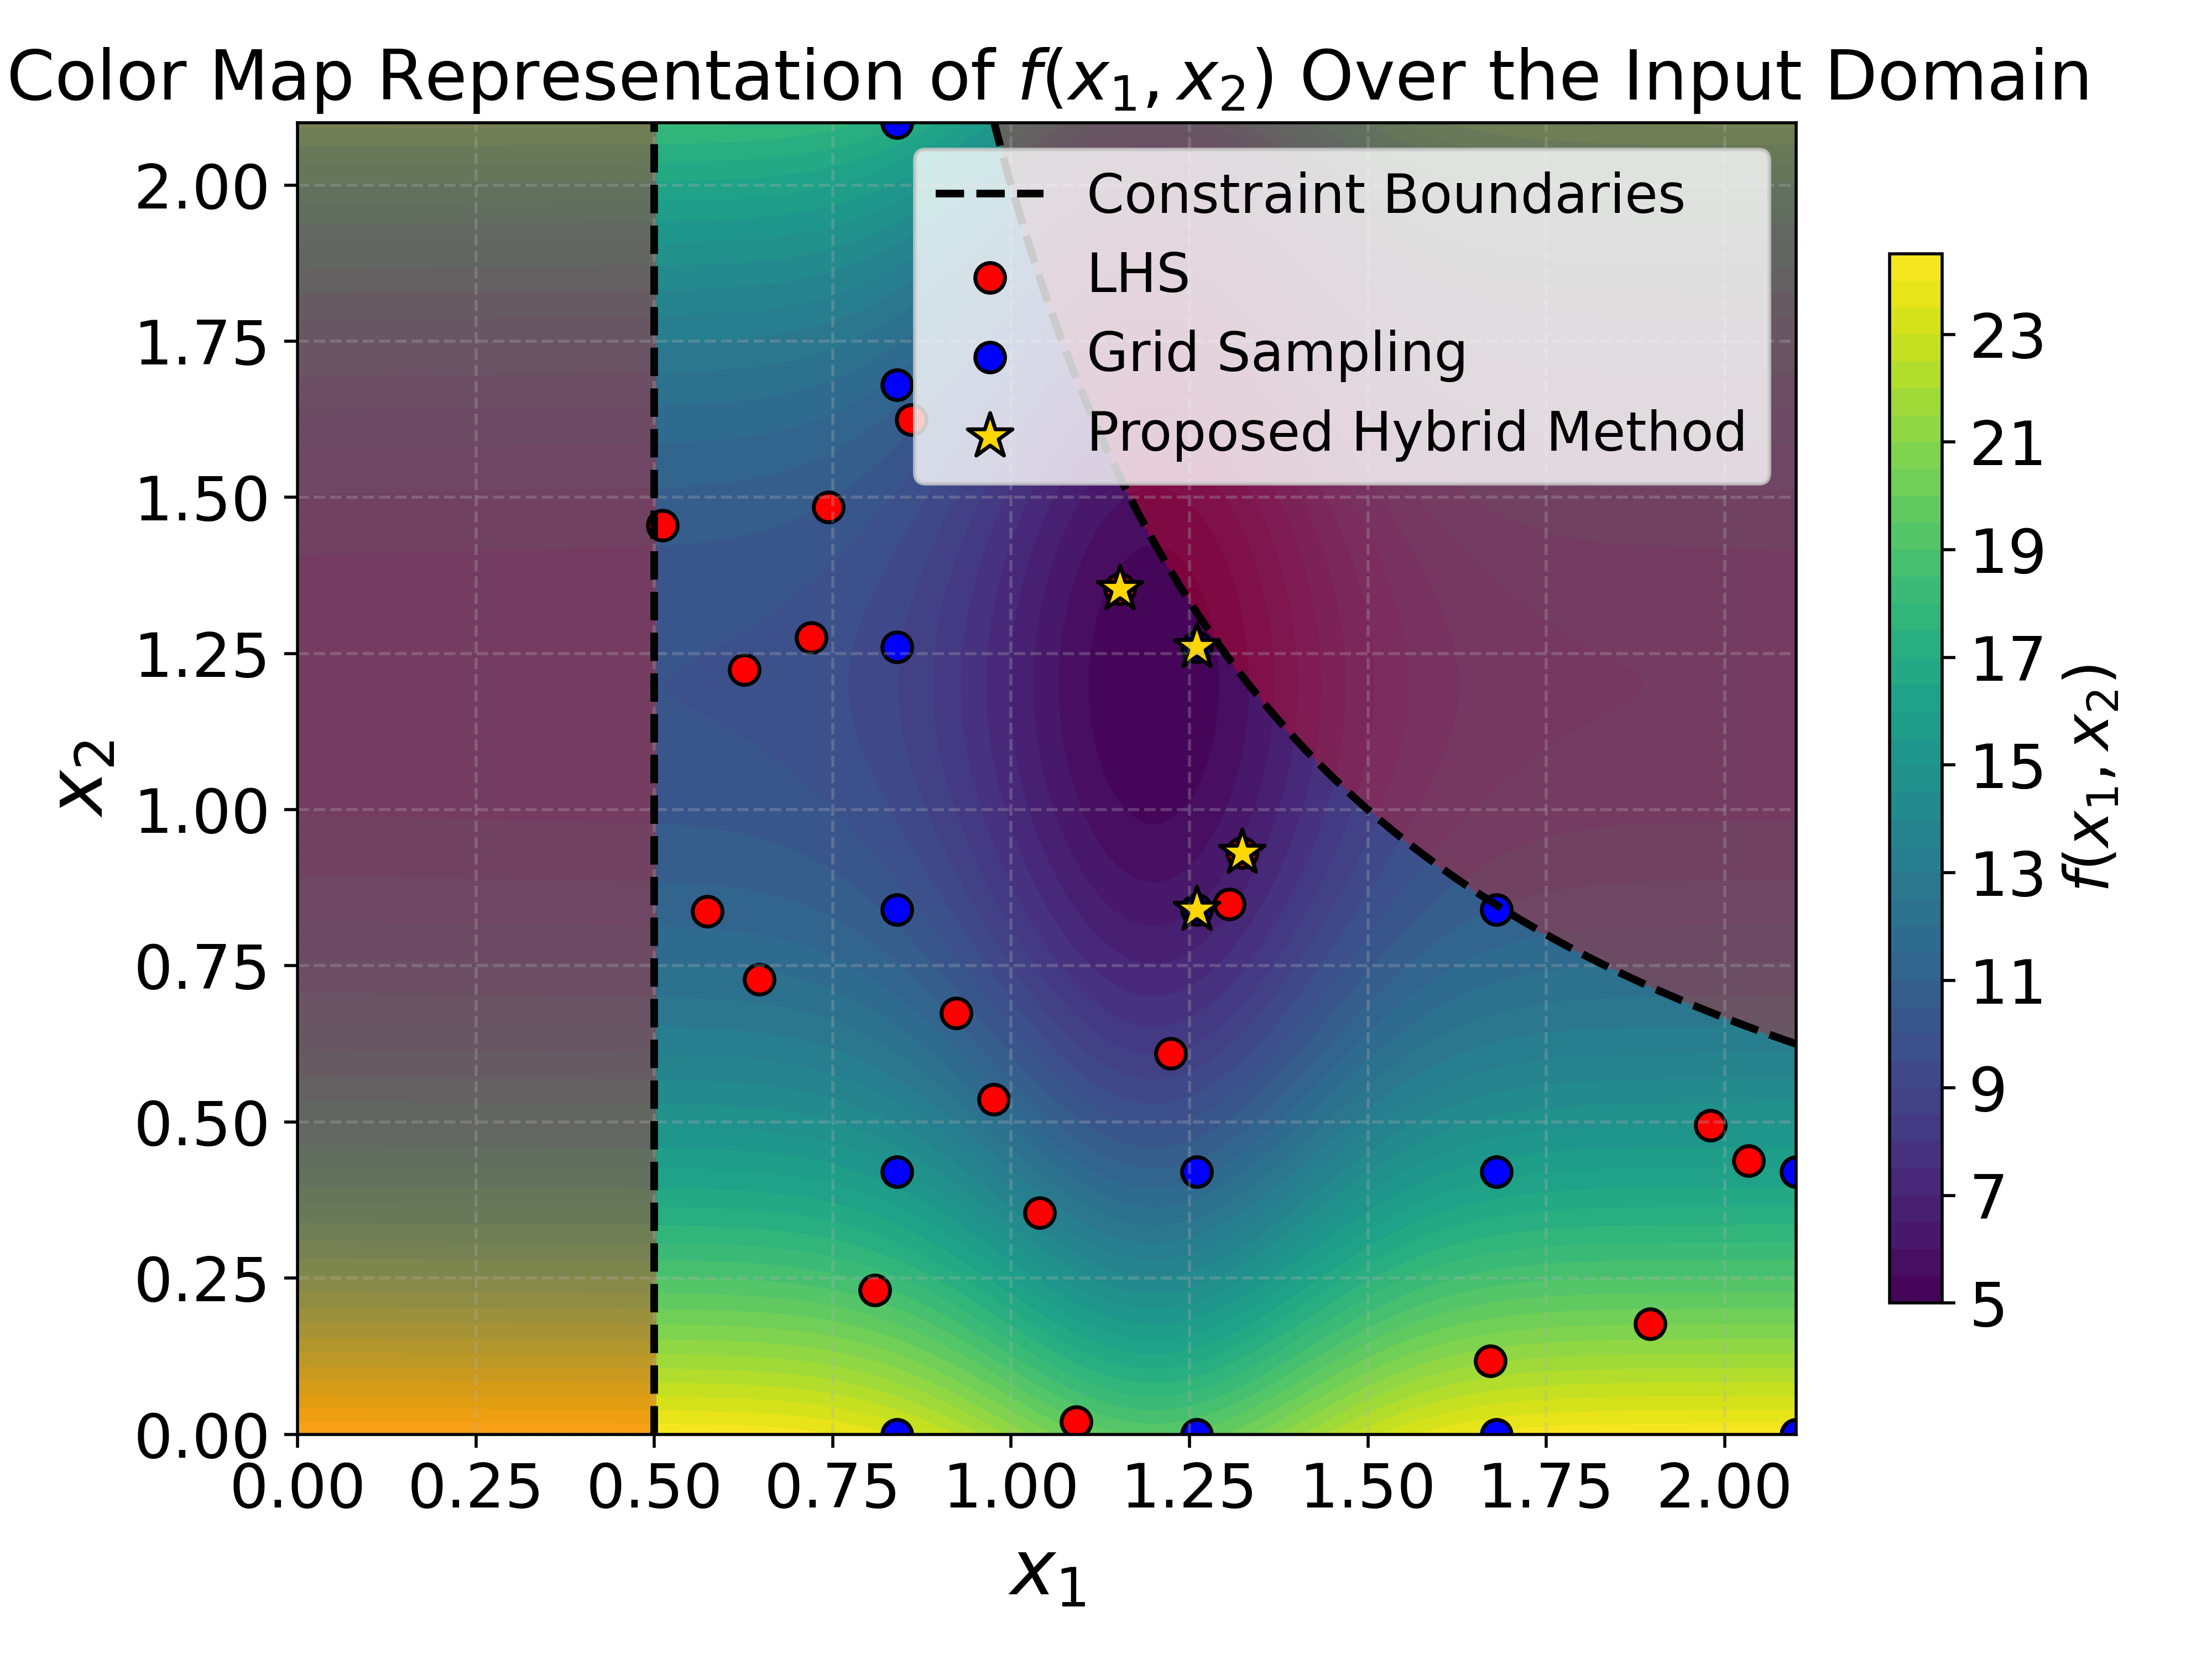 Color Map Representation of f(x₁, x₂) Over the Input Domain
Constraint Boundaries
LHS
Grid Sampling
Proposed Hybrid Method
2.00
1.75
1.50
1.25
1.00
0.75
0.50
0.25
0.00
x₂
0.00 0.25 0.50 0.75 1.00 1.25 1.50 1.75 2.00
x₁
23
21
19
17
15
13
11
9
7
5
f(x₁, x₂)